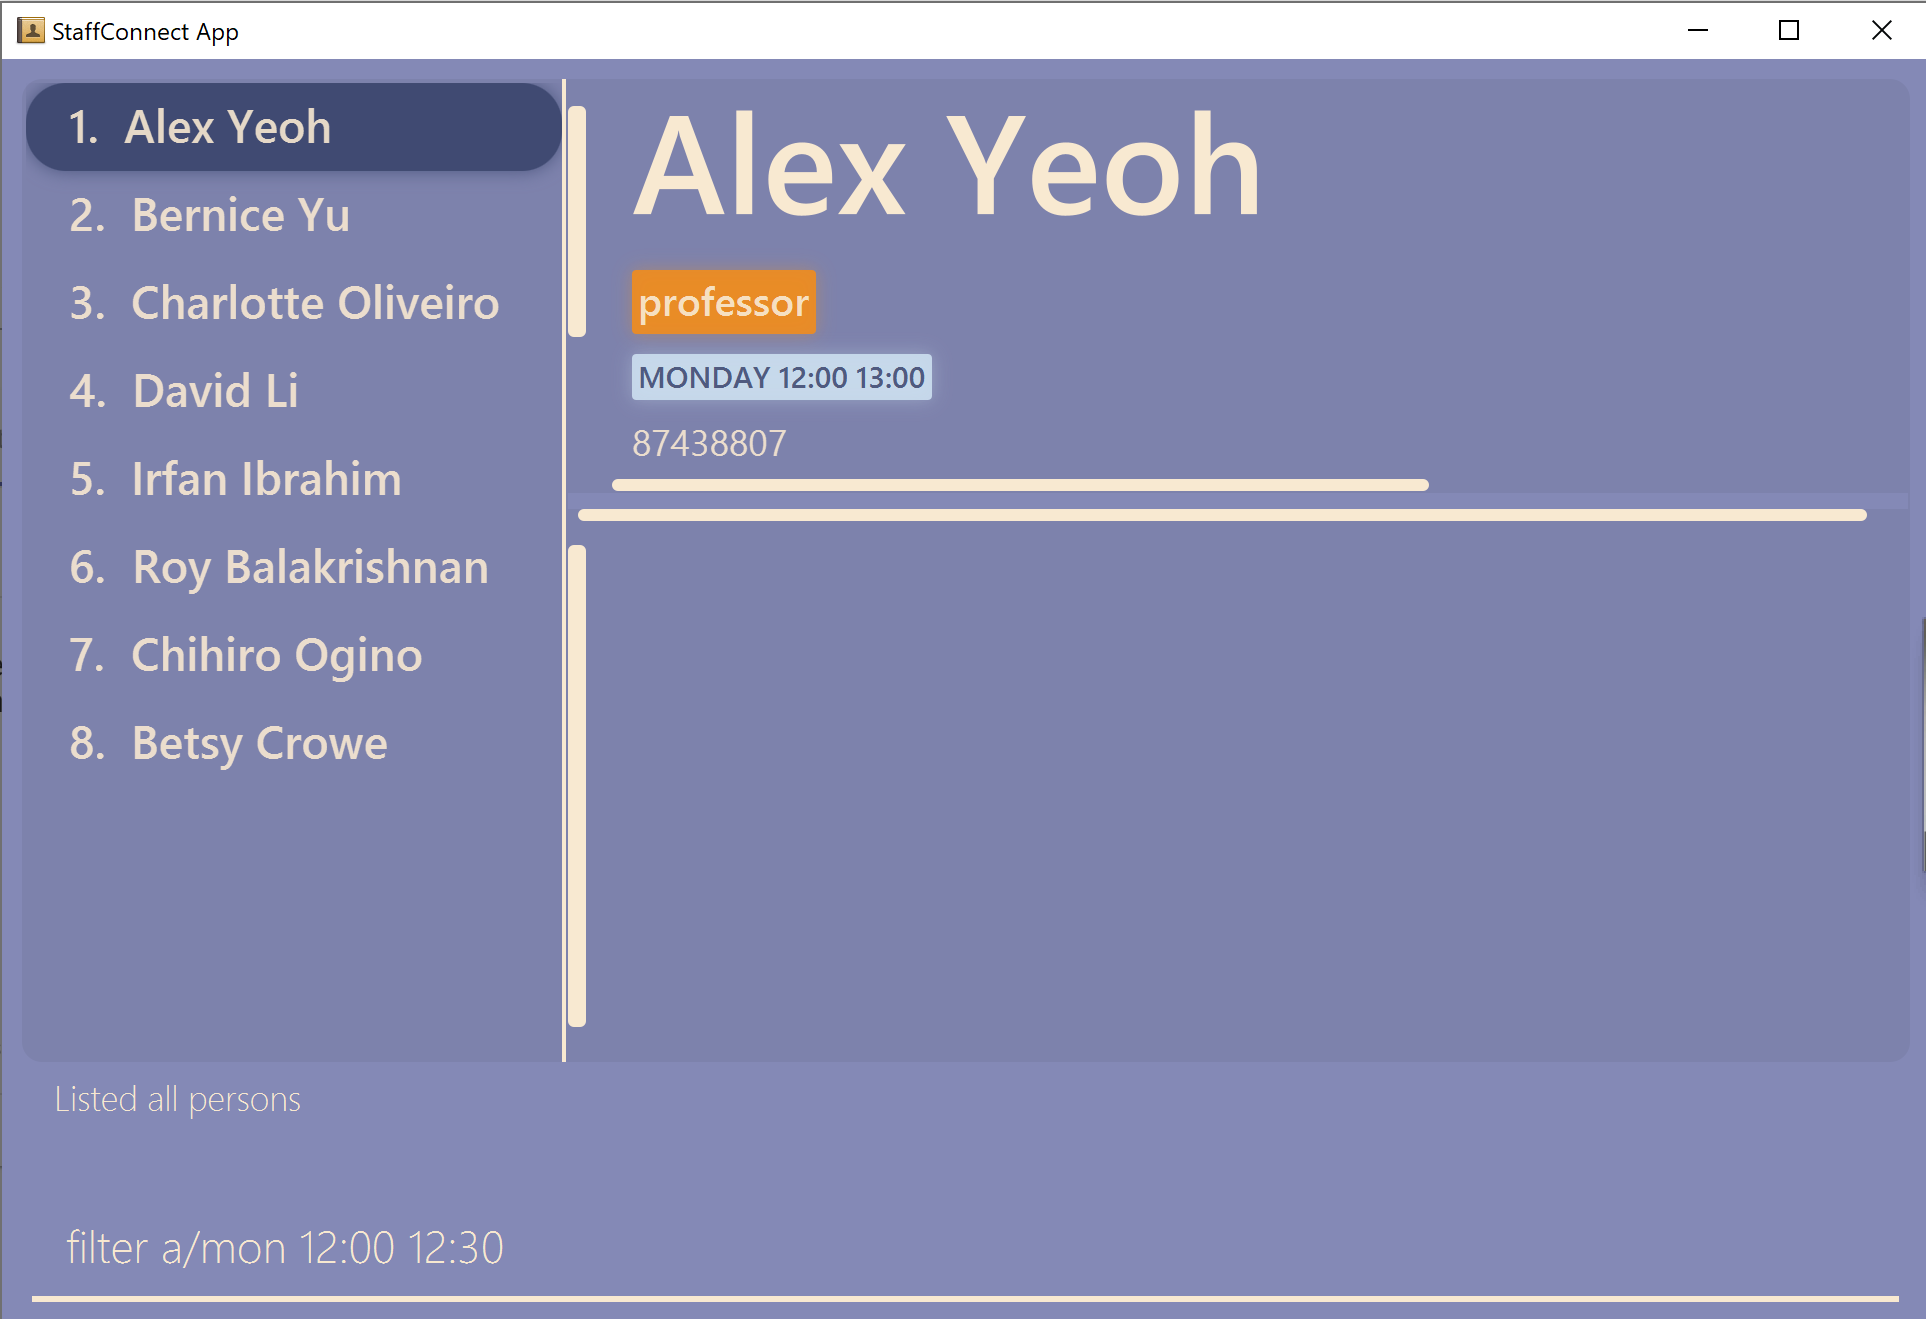 StaffConnect App
1. Alex Yeoh
2. Bernice Yu
3. Charlotte Oliveiro
4. David Li
5. Irfan Ibrahim
6. Roy Balakrishnan
7. Chihiro Ogino
8. Betsy Crowe
Alex Yeoh
professor
MONDAY 12:00 13:00
87438807
Listed all persons
filter a/mon 12:00 12:30